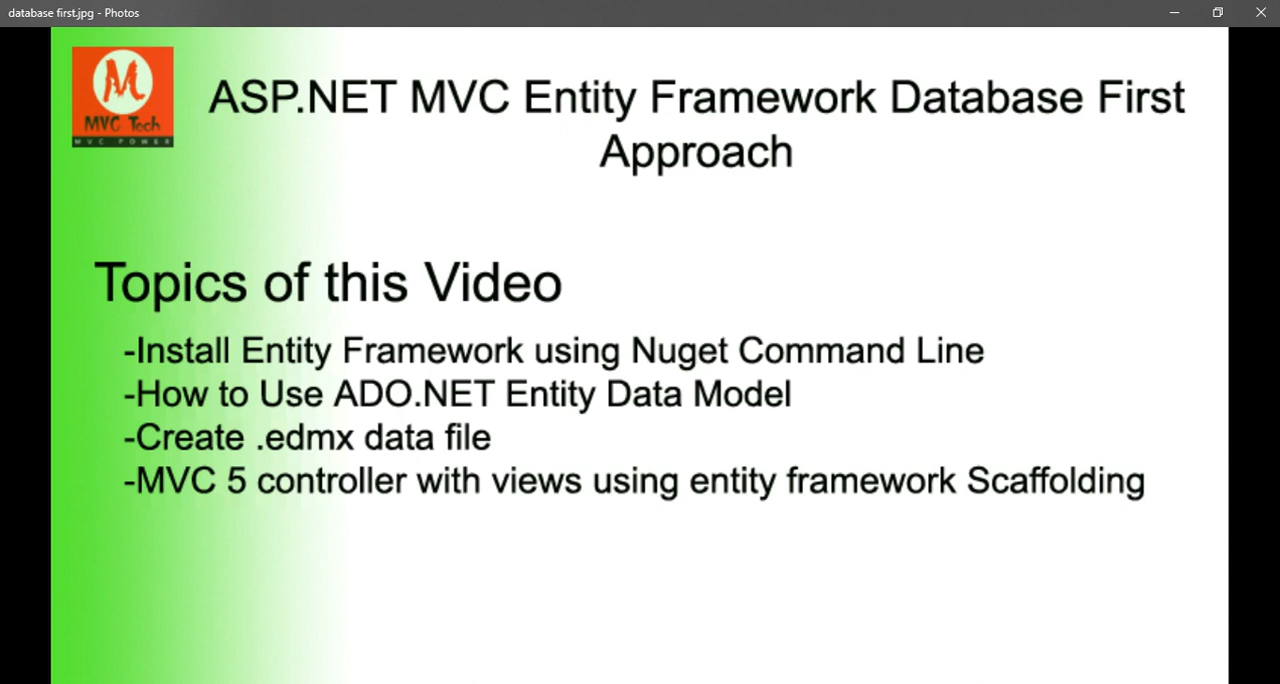 database first.jpg - Photos
M
MVC Tech
MVC POWER
ASP.NET MVC Entity Framework Database First
Approach
Topics of this Video
-Install Entity Framework using Nuget Command Line
-How to Use ADO.NET Entity Data Model
-Create .edmx data file
-MVC 5 controller with views using entity framework Scaffolding